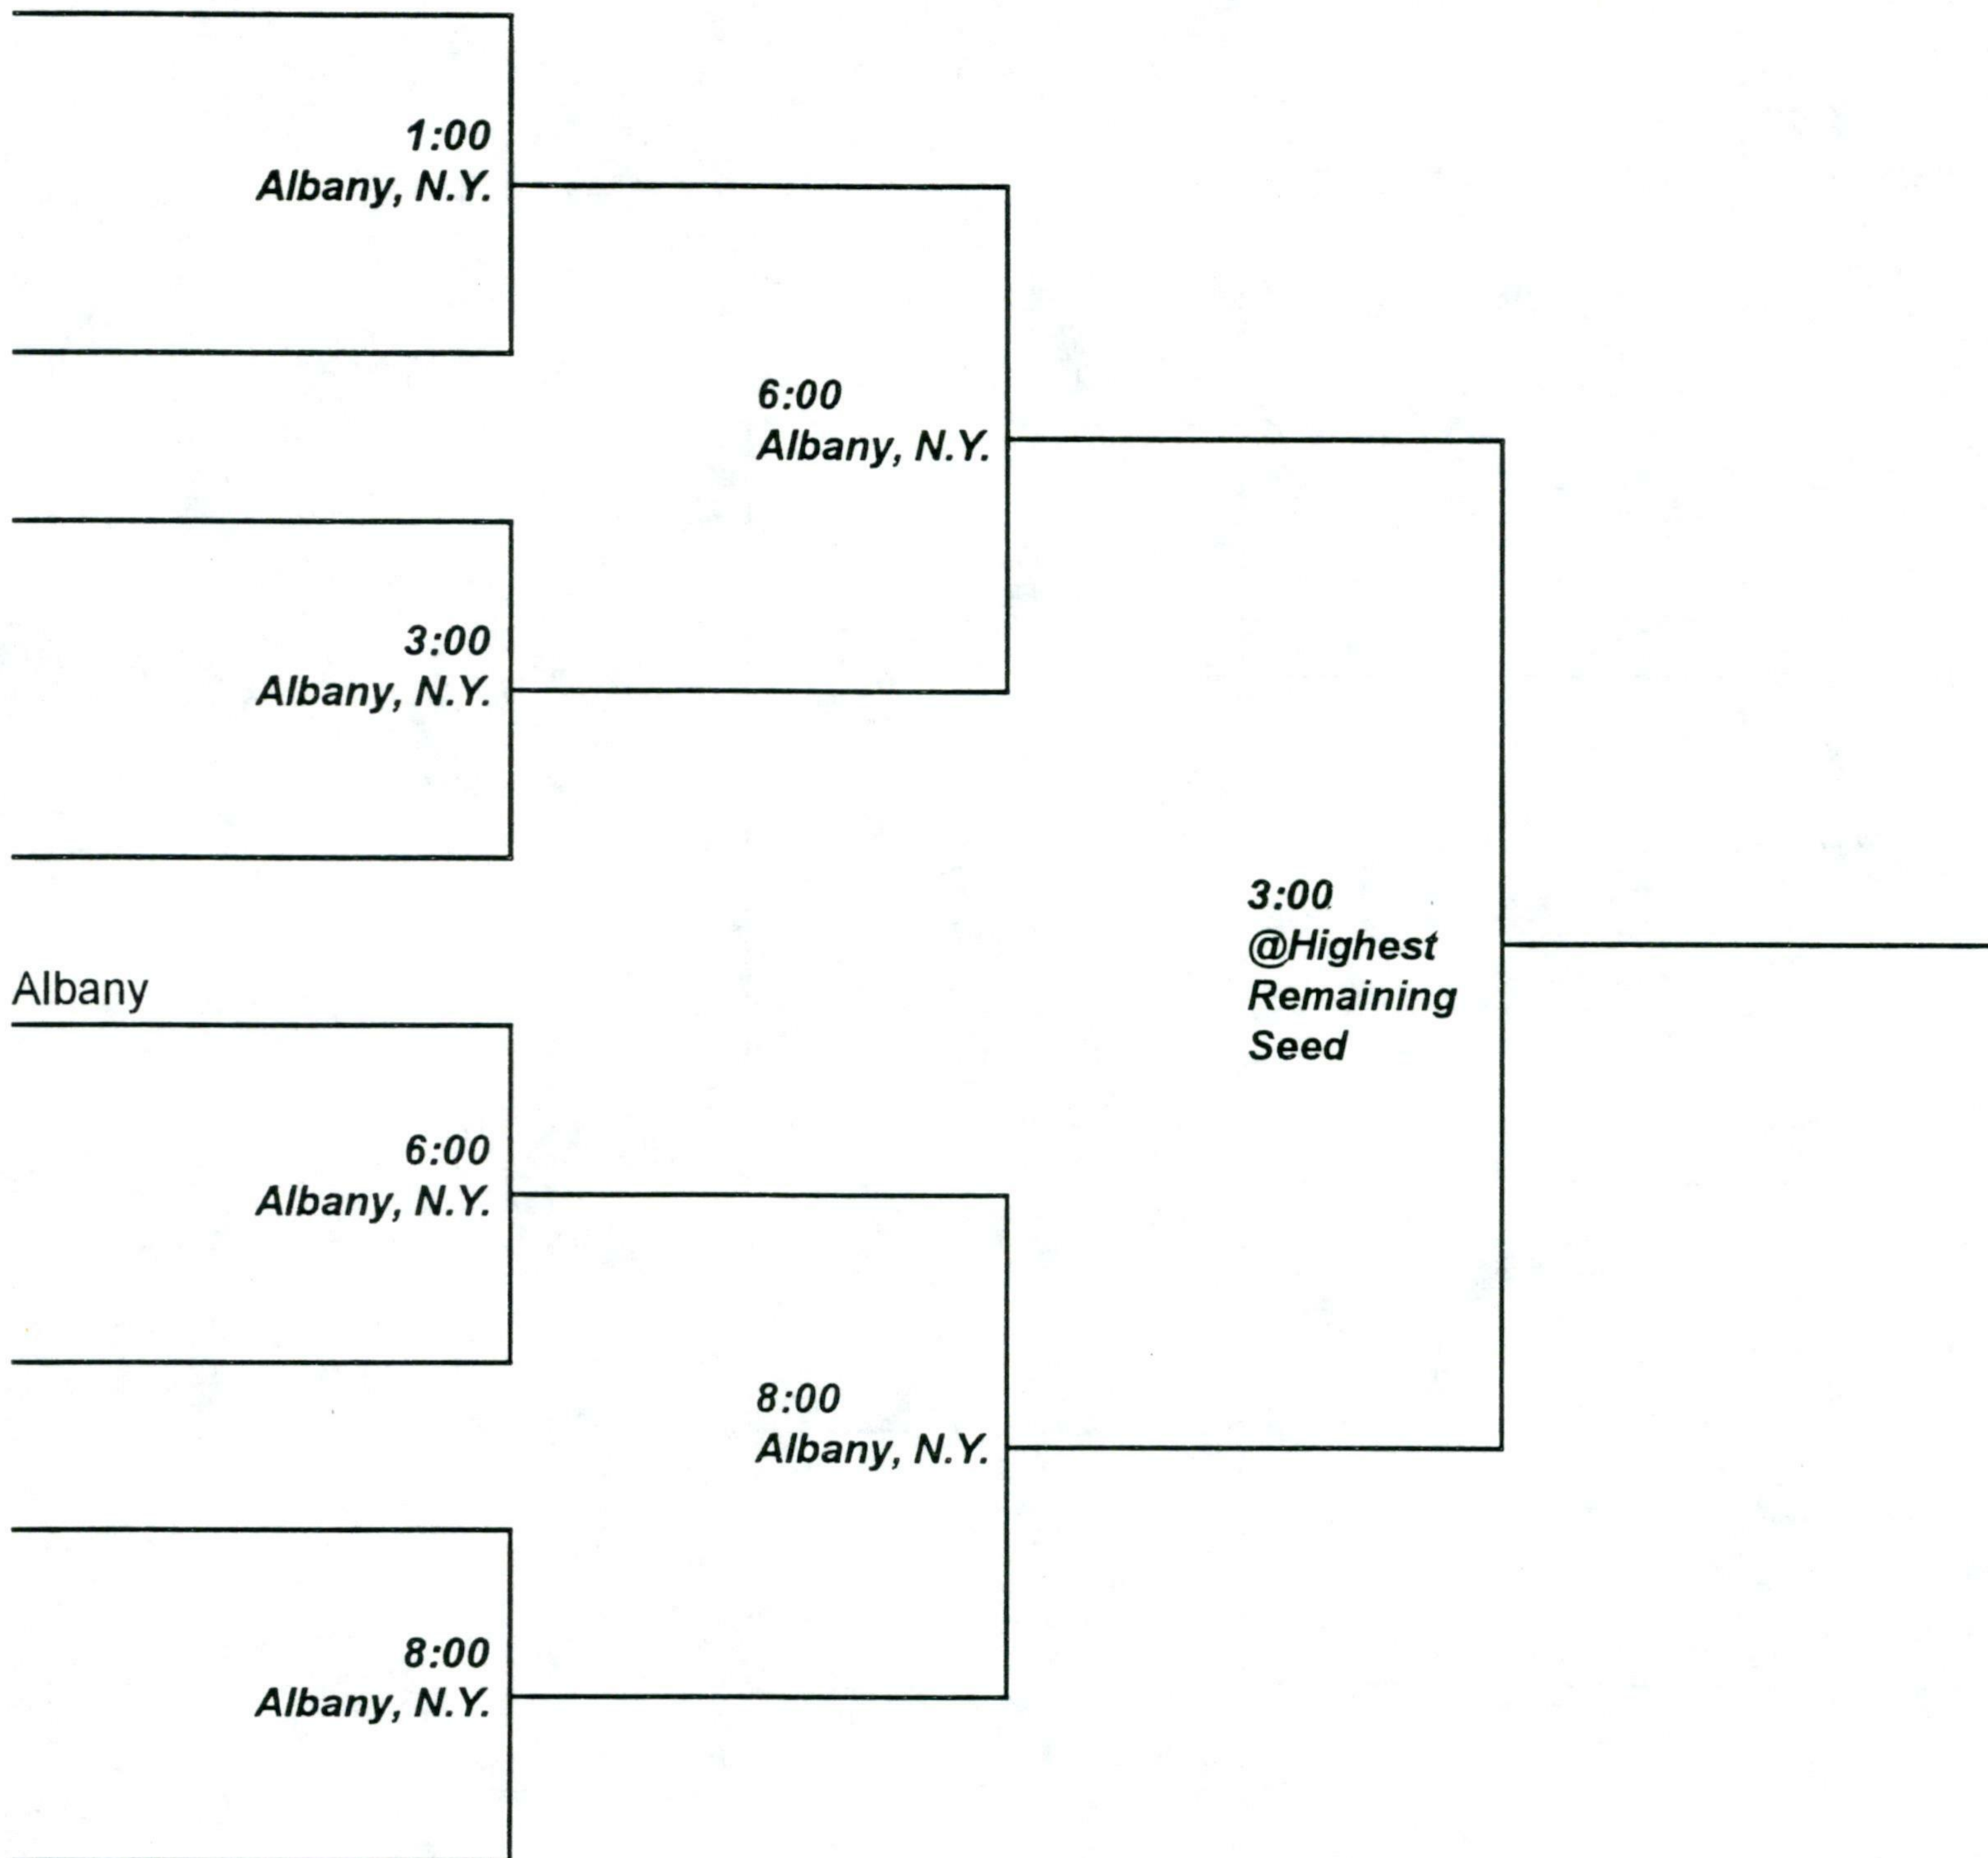 1:00
Albany, N.Y.
6:00
Albany, N.Y.
3:00
Albany, N.Y.
3:00
@Highest
Remaining
Seed
Albany
6:00
Albany, N.Y.
8:00
Albany, N.Y.
8:00
Albany, N.Y.